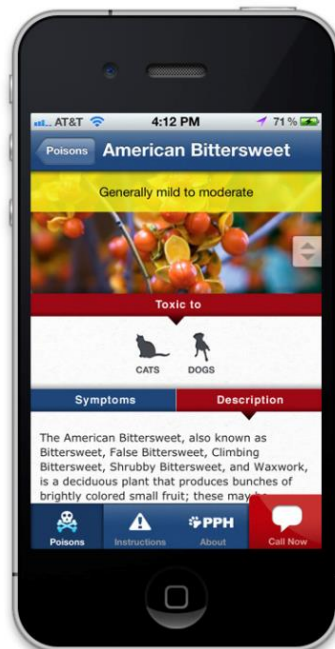 AT&T 4:12 PM 71%
Poisons American Bittersweet
Generally mild to moderate
Toxic to
CATS DOGS
Symptoms Description
The American Bittersweet, also known as
Bittersweet, False Bittersweet, Climbing
Bittersweet, Shrubby Bittersweet, and Waxwork,
is a deciduous plant that produces bunches of
brightly colored small fruit; these may be
Poisons Instructions PPH About Call Now